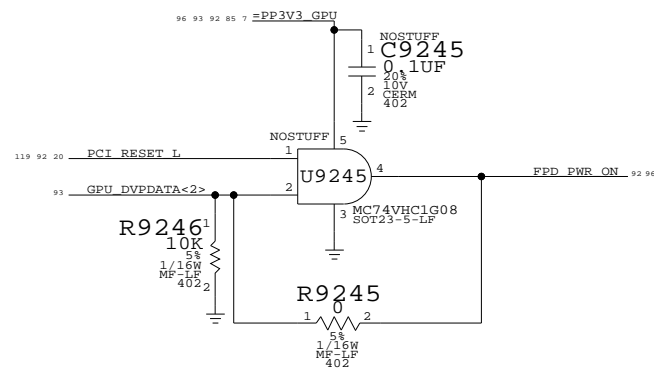 96 93 92 85 7 =PP3V3_GPU
NOSTUFF
1 C9245
0.1UF
20%
10V
2 CERM
402
NOSTUFF 5
119 92 20 PCI_RESET_L 1
U9245
4
FPD_PWR_ON 92 96
93 GPU_DVPDATA<2> 2
3 MC74VHC1G08
SOT23-5-LF
R9246 1
10K
5%
1/16W
MF-LF
402 2
R9245
0
1 2
5%
1/16W
MF-LF
402